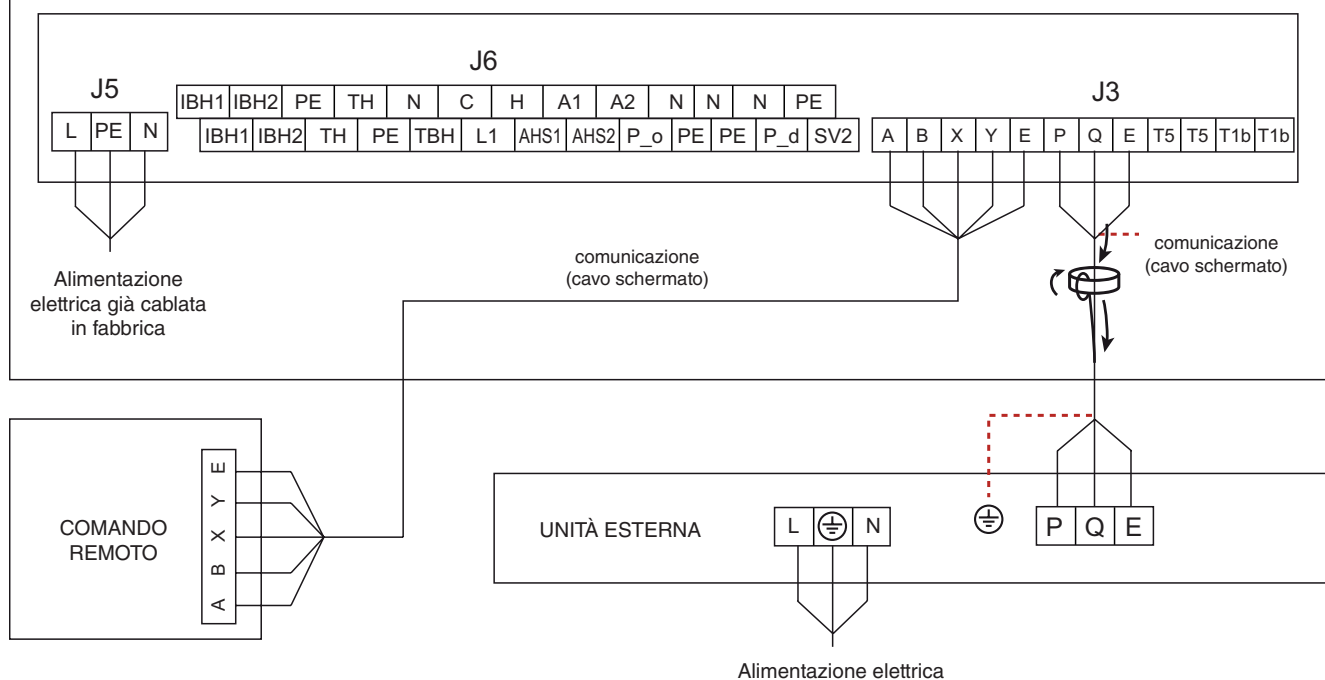 J6
J5
J3
IBH1 IBH2 PE TH N C H A1 A2 N N N PE
L PE N
IBH1 IBH2 TH PE TBH L1 AHS1 AHS2 P_o PE PE P_d SV2
A B X Y E P Q E T5 T5 T1b T1b
Alimentazione
elettrica già cablata
in fabbrica
comunicazione
(cavo schermato)
comunicazione
(cavo schermato)
COMANDO
REMOTO
E
Y
X
B
A
UNITÀ ESTERNA
L N
P Q E
Alimentazione elettrica